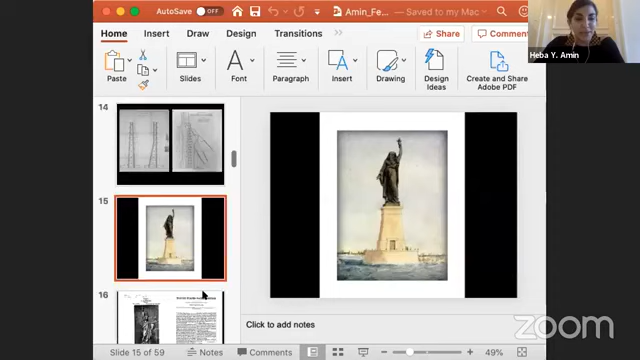 AutoSave OFF Amin_Fe... — Saved to my Mac
Heba Y. Amin
Home Insert Draw Design Transitions Share Comments
Paste Slides Font Paragraph Insert Drawing Design Ideas Create and Share Adobe PDF
14
15
16
Click to add notes
Slide 15 of 59 Notes Comments 49%
zoom